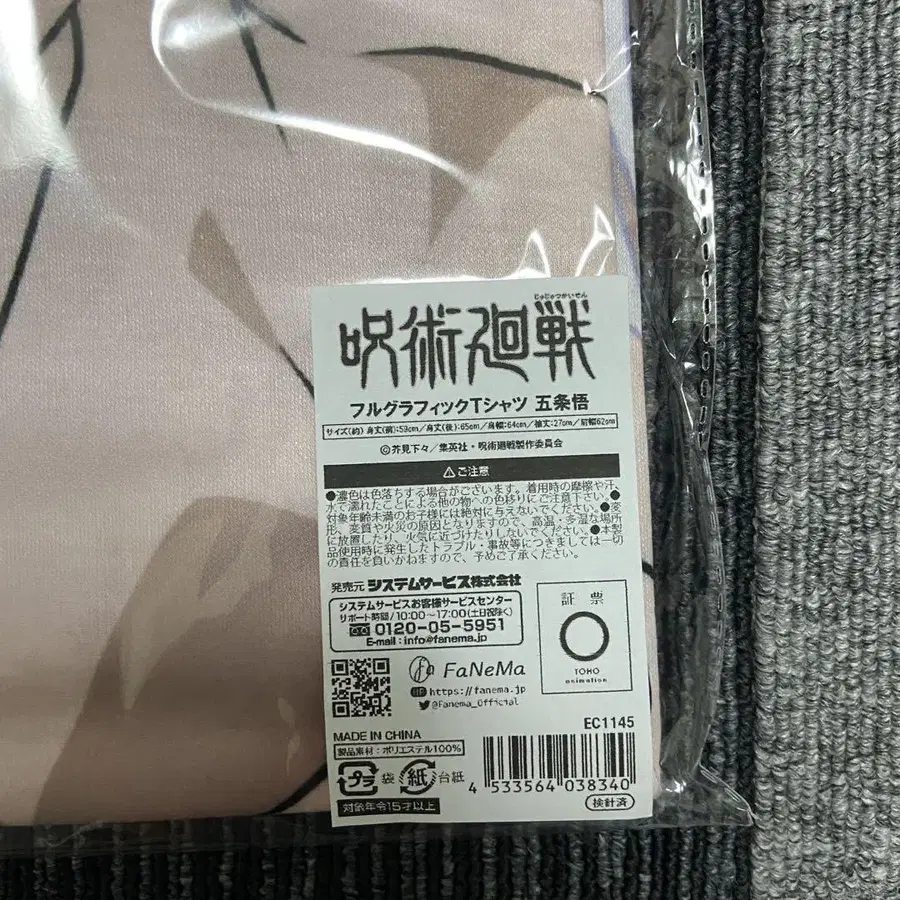 じゅじゅつかいせん
呪術廻戦
フルグラフィックTシャツ 五条悟
サイズ(約) 身丈(前):59cm/身丈(後):65cm/身幅:64cm/袖丈:27cm/肩幅62cm
©芥見下々/集英社・呪術廻戦製作委員会
⚠ご注意
●濃色は色落ちする場合がございます。着用時の摩擦や汗、
水で濡れたことによる他の物への色移りにご注意下さい。●
対象年齢未満のお子様には絶対に与えないでください。●変
形、変質や火災の原因となりますので、高温・多湿な場所
に放置したり、火気に近づけたりしないでください。●本製
品使用時に発生したトラブル・事故等につきましては一切
の責任を負いかねますので、予めご了承ください。
発売元 システムサービス株式会社
システムサービスお客様サービスセンター
サポート時間/10:00~17:00(土日祝除く)
0120-05-5951
E-mail:info@fanema.jp
証票
TOHO
animation
FaNeMa
HP https://fanema.jp
@Fanema_Official
EC1145
MADE IN CHINA
製品素材:ポリエステル100%
プラ 袋 紙 台紙
4 533564 038340
対象年令15才以上
検針済